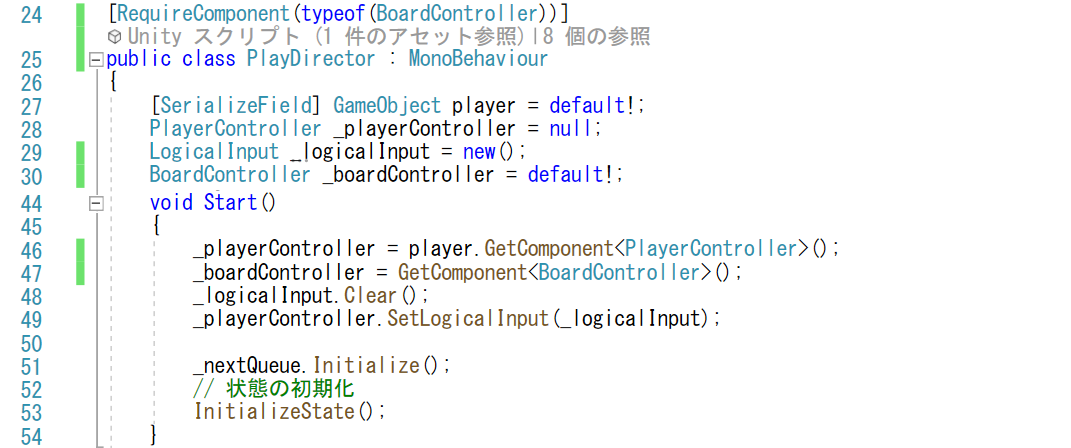 24 [RequireComponent(typeof(BoardController))]
Unity スクリプト (1 件のアセット参照)|8 個の参照
25 public class PlayDirector : MonoBehaviour
26 {
27 [SerializeField] GameObject player = default!;
28 PlayerController _playerController = null;
29 LogicalInput _logicalInput = new();
30 BoardController _boardController = default!;
44 void Start()
45 {
46 _playerController = player.GetComponent<PlayerController>();
47 _boardController = GetComponent<BoardController>();
48 _logicalInput.Clear();
49 _playerController.SetLogicalInput(_logicalInput);
50
51 _nextQueue.Initialize();
52 // 状態の初期化
53 InitializeState();
54 }